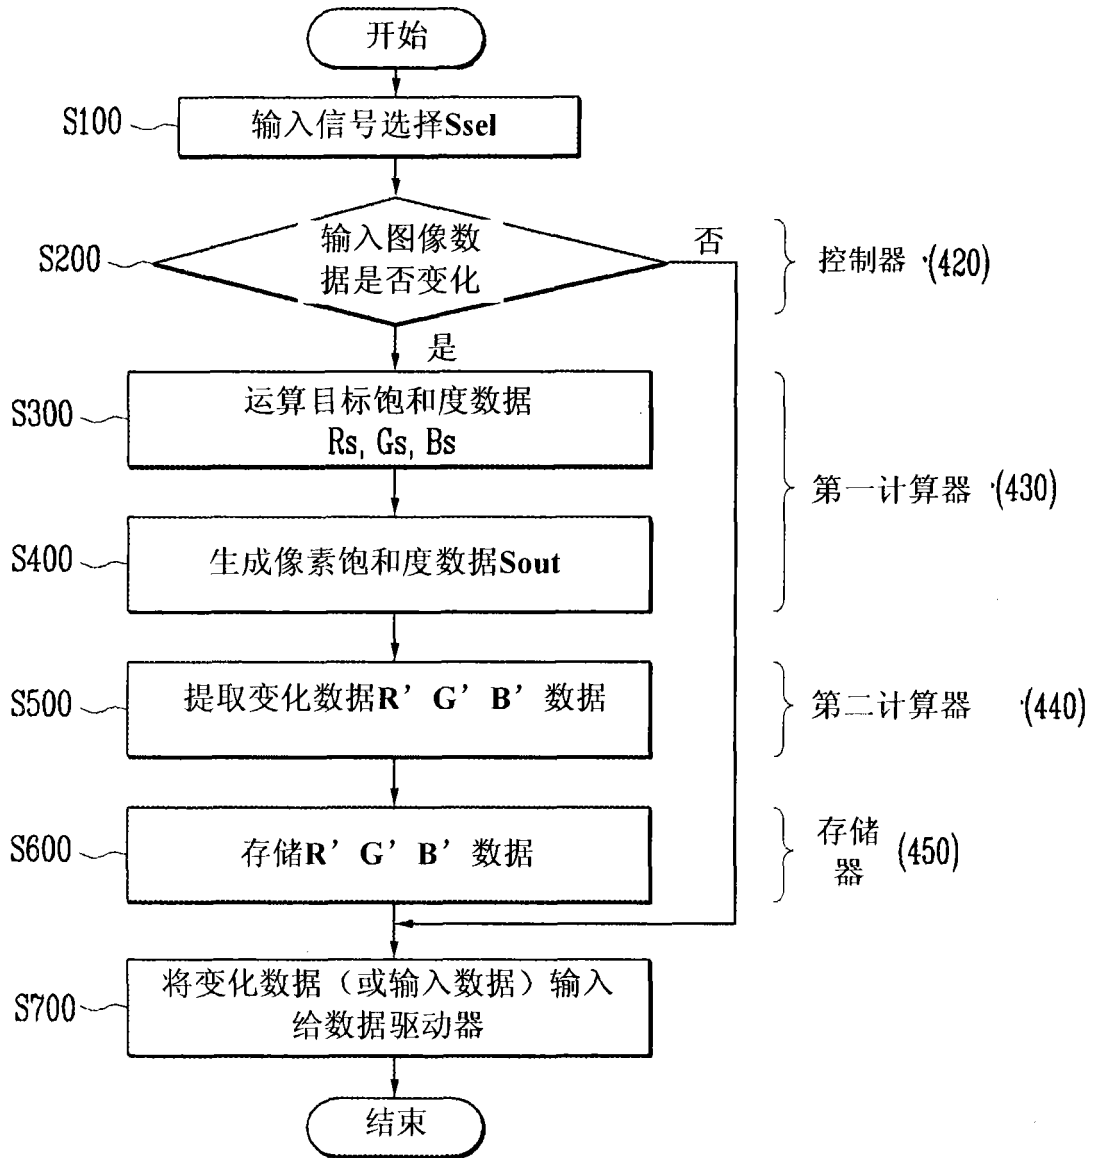 开始
S100
输入信号选择Ssel
S200
输入图像数
据是否变化
否
控制器 (420)
是
S300
运算目标饱和度数据
Rs, Gs, Bs
第一计算器 (430)
S400
生成像素饱和度数据Sout
S500
提取变化数据R’ G’ B’ 数据
第二计算器 (440)
S600
存储R’ G’ B’ 数据
存储
器
(450)
S700
将变化数据（或输入数据）输入
给数据驱动器
结束